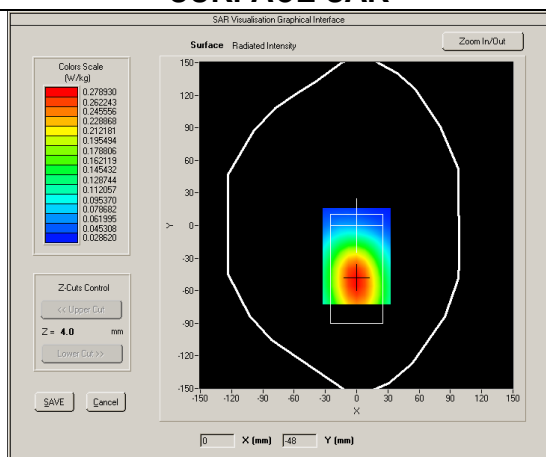 SURFACE SAR
SAR Visualisation Graphical Interface
Surface Radiated Intensity
Zoom In/Out
Colors Scale
(W/kg)
0.278930
0.262243
0.245556
0.228868
0.212181
0.195494
0.178806
0.162119
0.145432
0.128744
0.112057
0.095370
0.078682
0.061995
0.045308
0.028620
Z-Cuts Control
<< Upper Cut
Z = 4.0 mm
Lower Cut >>
SAVE Cancel
150
120
90
60
30
0
-30
-60
-90
-120
-150
Y
-150 -120 -90 -60 -30 0 30 60 90 120 150
X
0 X (mm) -48 Y (mm)